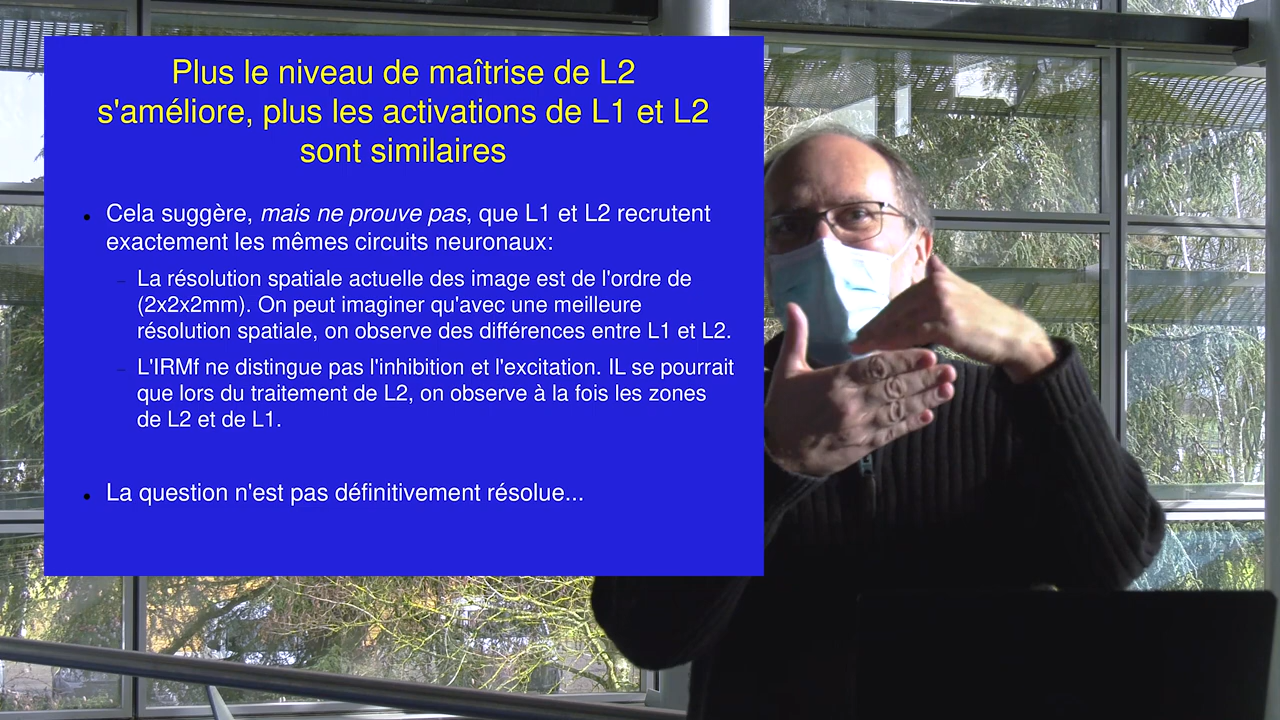 Plus le niveau de maîtrise de L2
s'améliore, plus les activations de L1 et L2
sont similaires
• Cela suggère, mais ne prouve pas, que L1 et L2 recrutent
exactement les mêmes circuits neuronaux:
– La résolution spatiale actuelle des image est de l'ordre de
(2x2x2mm). On peut imaginer qu'avec une meilleure
résolution spatiale, on observe des différences entre L1 et L2.
– L'IRMf ne distingue pas l'inhibition et l'excitation. IL se pourrait
que lors du traitement de L2, on observe à la fois les zones
de L2 et de L1.
• La question n'est pas définitivement résolue...